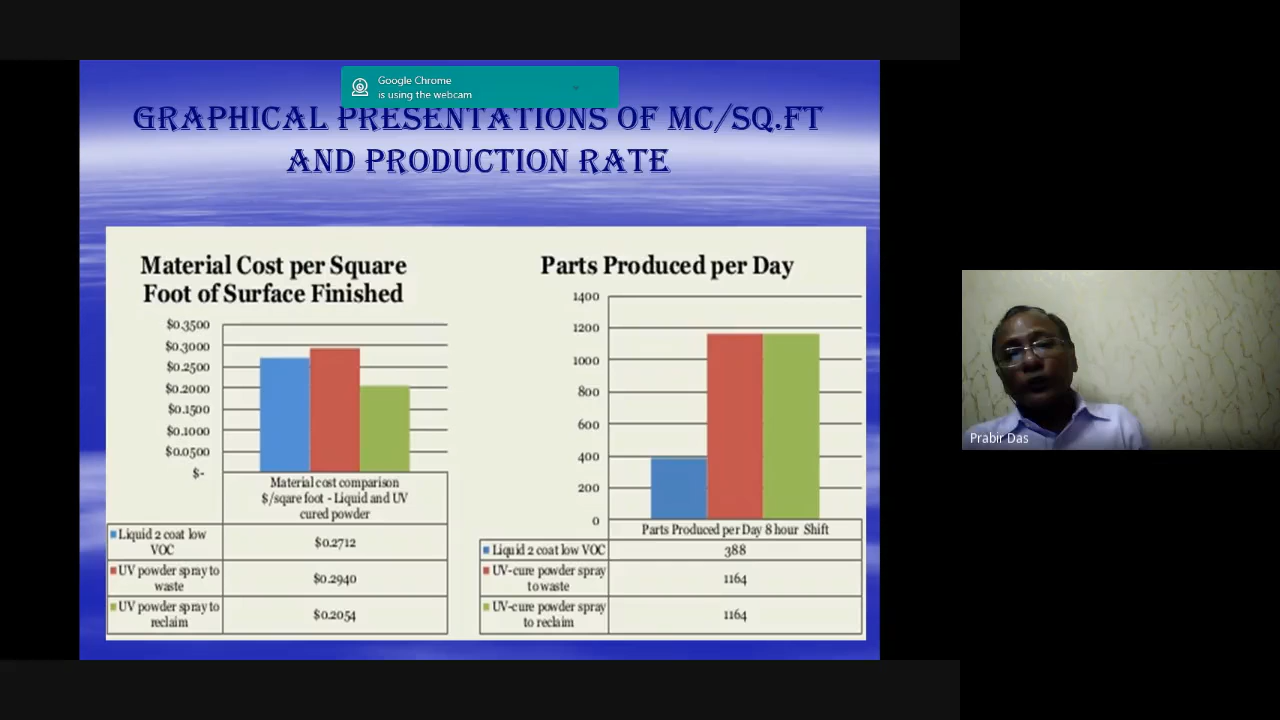 Google Chrome
is using the webcam
GRAPHICAL PRESENTATIONS OF MC/SQ.FT
AND PRODUCTION RATE
Material Cost per Square
Foot of Surface Finished
$0.3500
$0.3000
$0.2500
$0.2000
$0.1500
$0.1000
$0.0500
$-
Material cost comparison
$/sqare foot - Liquid and UV
cured powder
Liquid 2 coat low
VOC
$0.2712
UV powder spray to
waste
$0.2940
UV powder spray to
reclaim
$0.2054
Parts Produced per Day
1400
1200
1000
800
600
400
200
0
Parts Produced per Day 8 hour Shift
Liquid 2 coat low VOC
388
UV-cure powder spray
to waste
1164
UV-cure powder spray
to reclaim
1164
Prabir Das